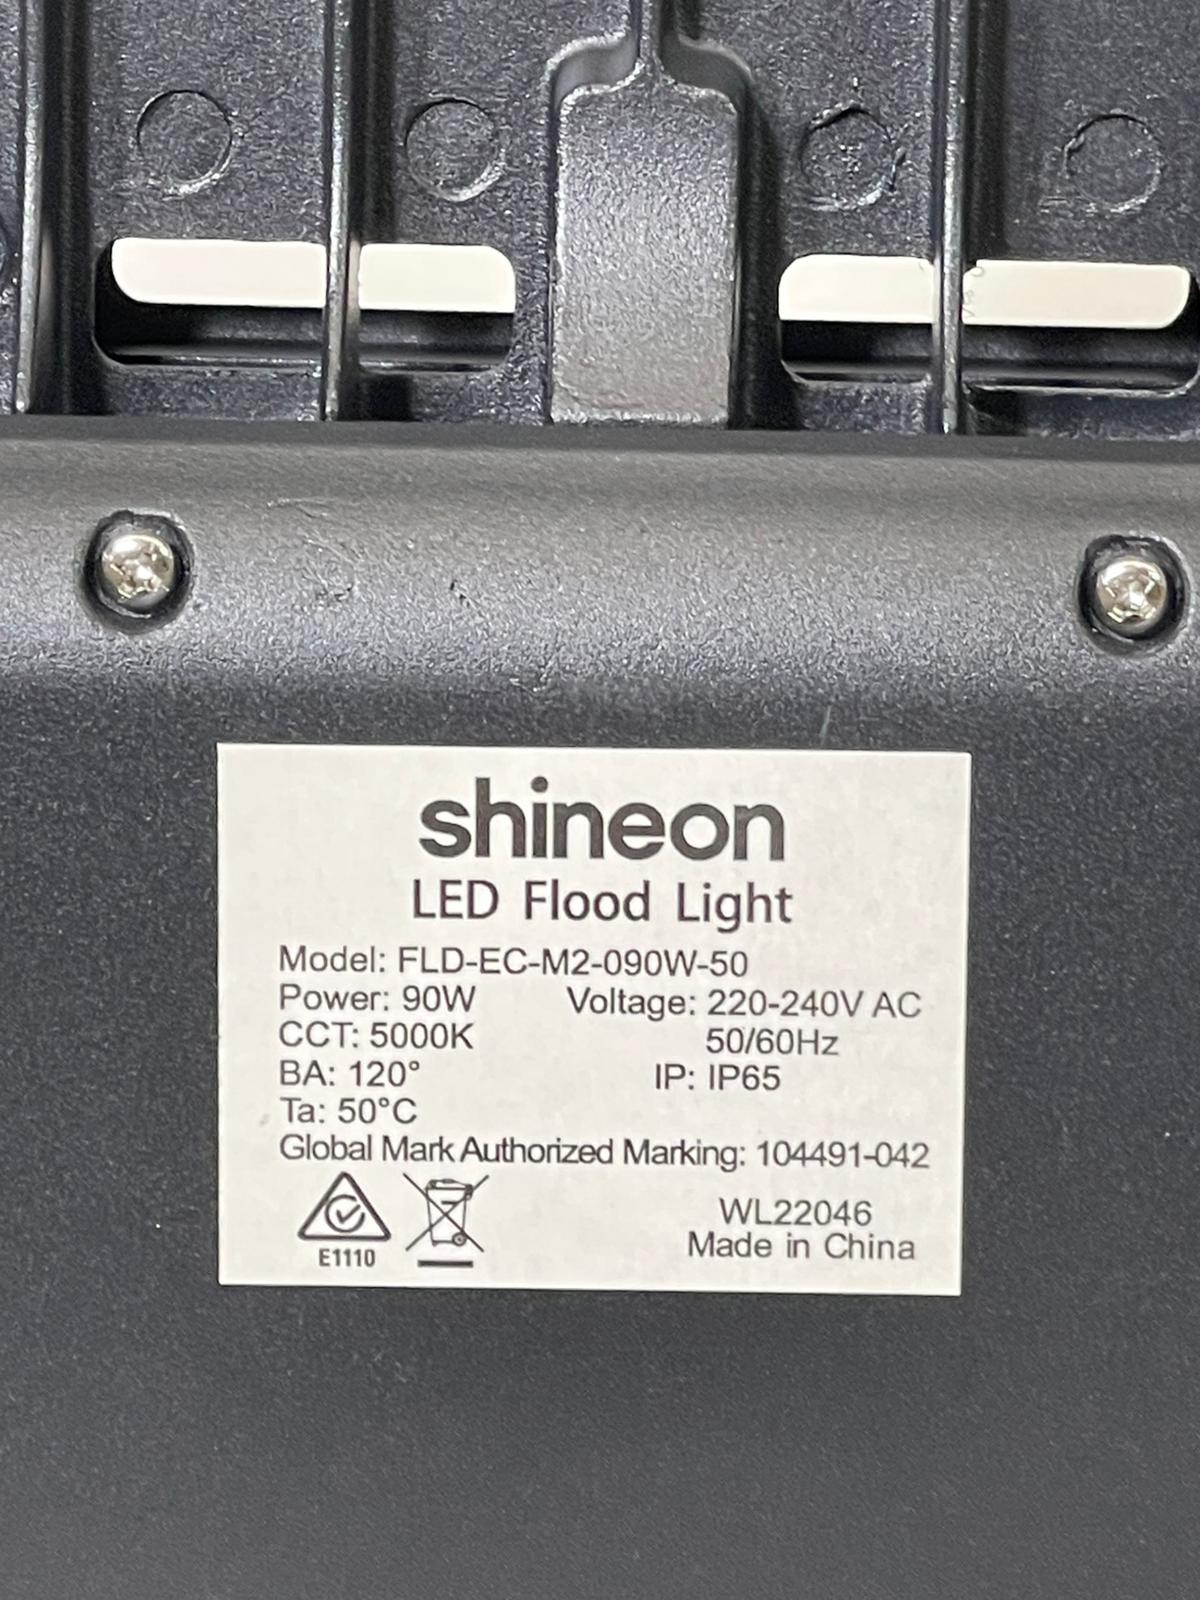 shineon
LED Flood Light
Model: FLD-EC-M2-090W-50
Power: 90W Voltage: 220-240V AC
CCT: 5000K 50/60Hz
BA: 120° IP: IP65
Ta: 50°C
Global Mark Authorized Marking: 104491-042
WL22046
E1110 Made in China